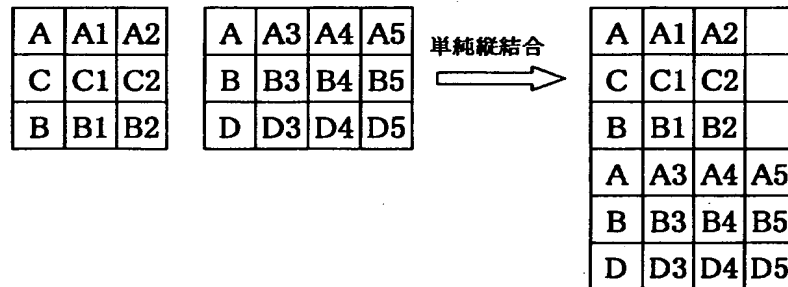 A A1 A2
C C1 C2
B B1 B2
A A3 A4 A5
B B3 B4 B5
D D3 D4 D5
単純縦結合
A A1 A2
C C1 C2
B B1 B2
A A3 A4 A5
B B3 B4 B5
D D3 D4 D5